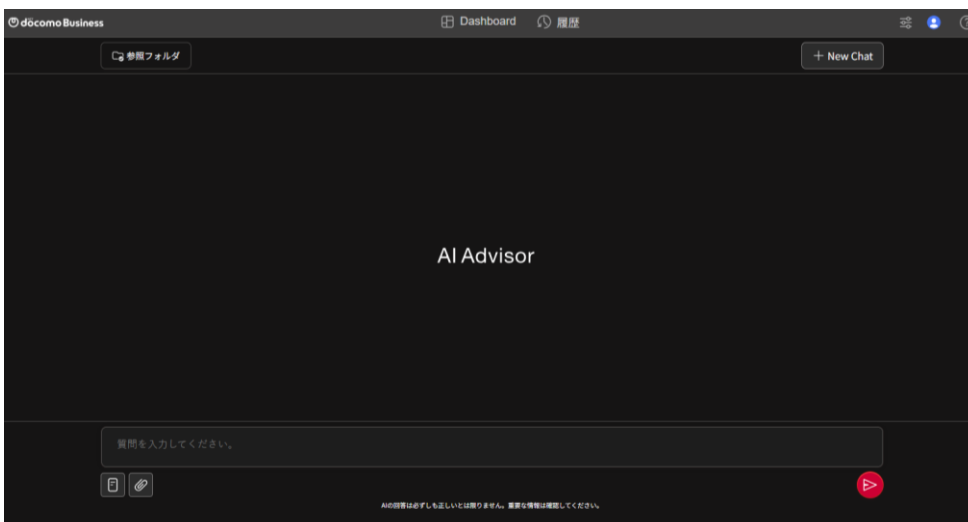 döcomo Business
Dashboard
履歴
参照フォルダ
+ New Chat
AI Advisor
質問を入力してください。
AIの回答は必ずしも正しいとは限りません。重要な情報は確認してください。